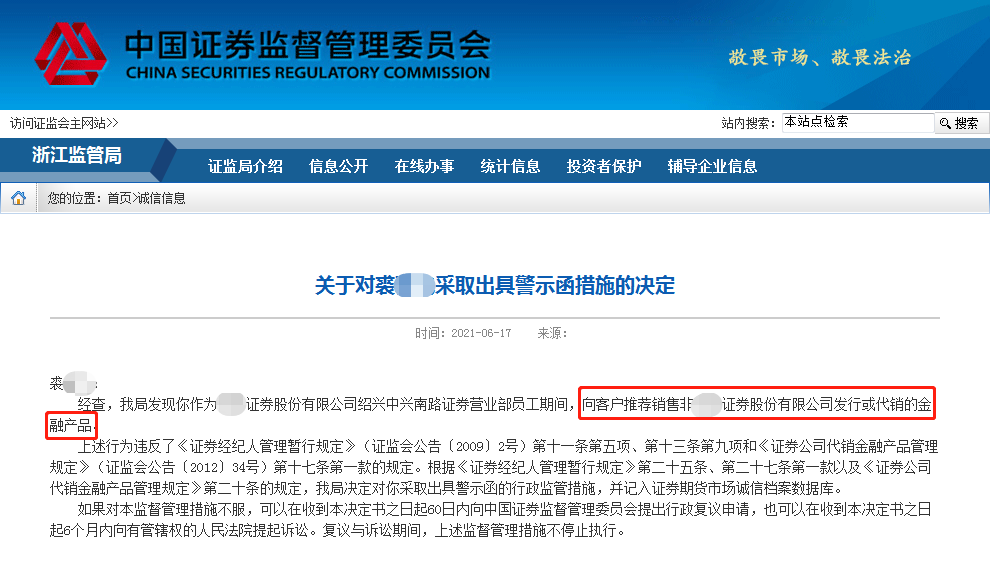 中国证券监督管理委员会
CHINA SECURITIES REGULATORY COMMISSION
敬畏市场、敬畏法治
访问证监会主网站>>
站内搜索: 本站点检索 搜索
浙江监管局
证监局介绍 信息公开 在线办事 统计信息 投资者保护 辅导企业信息
您的位置: 首页>诚信信息
关于对裘 采取出具警示函措施的决定
时间: 2021-06-17 来源:
裘 :
经查，我局发现你作为 证券股份有限公司绍兴中兴南路证券营业部员工期间，向客户推荐销售非 证券股份有限公司发行或代销的金
融产品。
上述行为违反了《证券经纪人管理暂行规定》（证监会公告〔2009〕2号）第十一条第五项、第十三条第九项和《证券公司代销金融产品管理
规定》（证监会公告〔2012〕34号）第十七条第一款的规定。根据《证券经纪人管理暂行规定》第二十五条、第二十七条第一款以及《证券公司
代销金融产品管理规定》第二十条的规定，我局决定对你采取出具警示函的行政监管措施，并记入证券期货市场诚信档案数据库。
如果对本监督管理措施不服，可以在收到本决定书之日起60日内向中国证券监督管理委员会提出行政复议申请，也可以在收到本决定书之日
起6个月内向有管辖权的人民法院提起诉讼。复议与诉讼期间，上述监督管理措施不停止执行。